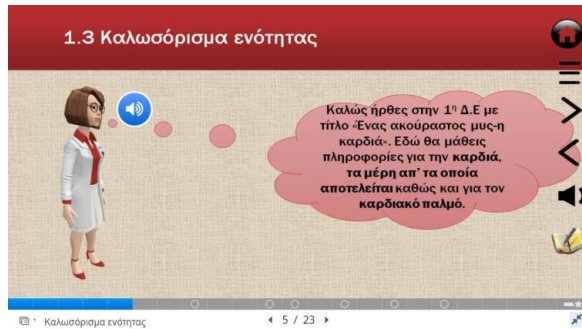 1.3 Καλωσόρισμα ενότητας
Καλώς ήρθες στην 1η Δ.Ε με
τίτλο «Ένας ακούραστος μυς-η
καρδιά». Εδώ θα μάθεις
πληροφορίες για την καρδιά,
τα μέρη απ' τα οποία
αποτελείται καθώς και για τον
καρδιακό παλμό.
Καλωσόρισμα ενότητας
5 / 23